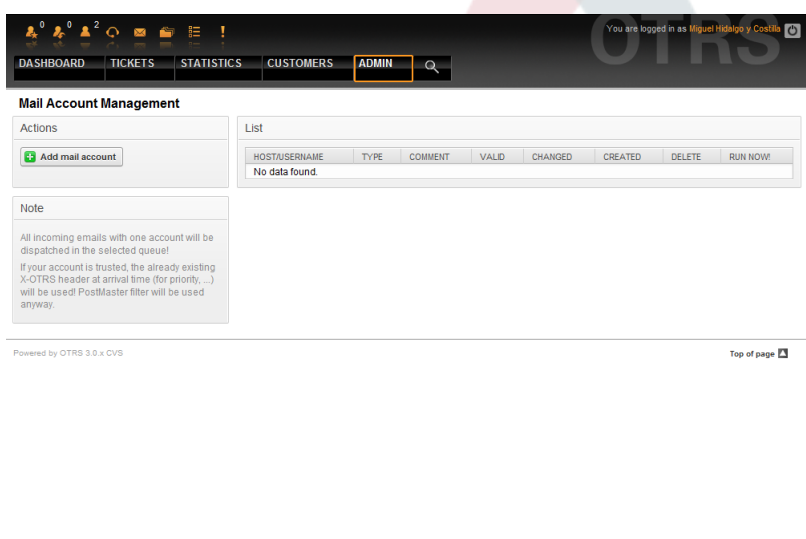 0 0 2
You are logged in as Miguel Hidalgo y Costilla
OTRS
DASHBOARD TICKETS STATISTICS CUSTOMERS ADMIN
Mail Account Management
Actions
Add mail account
List
HOST/USERNAME TYPE COMMENT VALID CHANGED CREATED DELETE RUN NOW!
No data found.
Note
All incoming emails with one account will be
dispatched in the selected queue!
If your account is trusted, the already existing
X-OTRS header at arrival time (for priority, ...)
will be used! PostMaster filter will be used
anyway.
Powered by OTRS 3.0.x CVS
Top of page